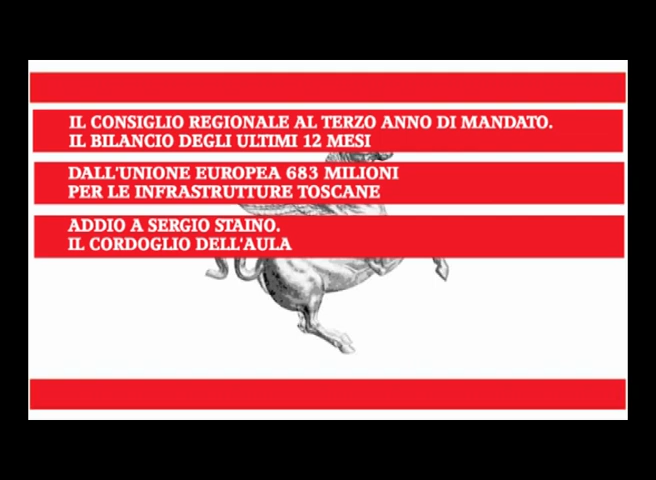 IL CONSIGLIO REGIONALE AL TERZO ANNO DI MANDATO.
IL BILANCIO DEGLI ULTIMI 12 MESI
DALL'UNIONE EUROPEA 683 MILIONI
PER LE INFRASTRUTTURE TOSCANE
ADDIO A SERGIO STAINO.
IL CORDOGLIO DELL'AULA